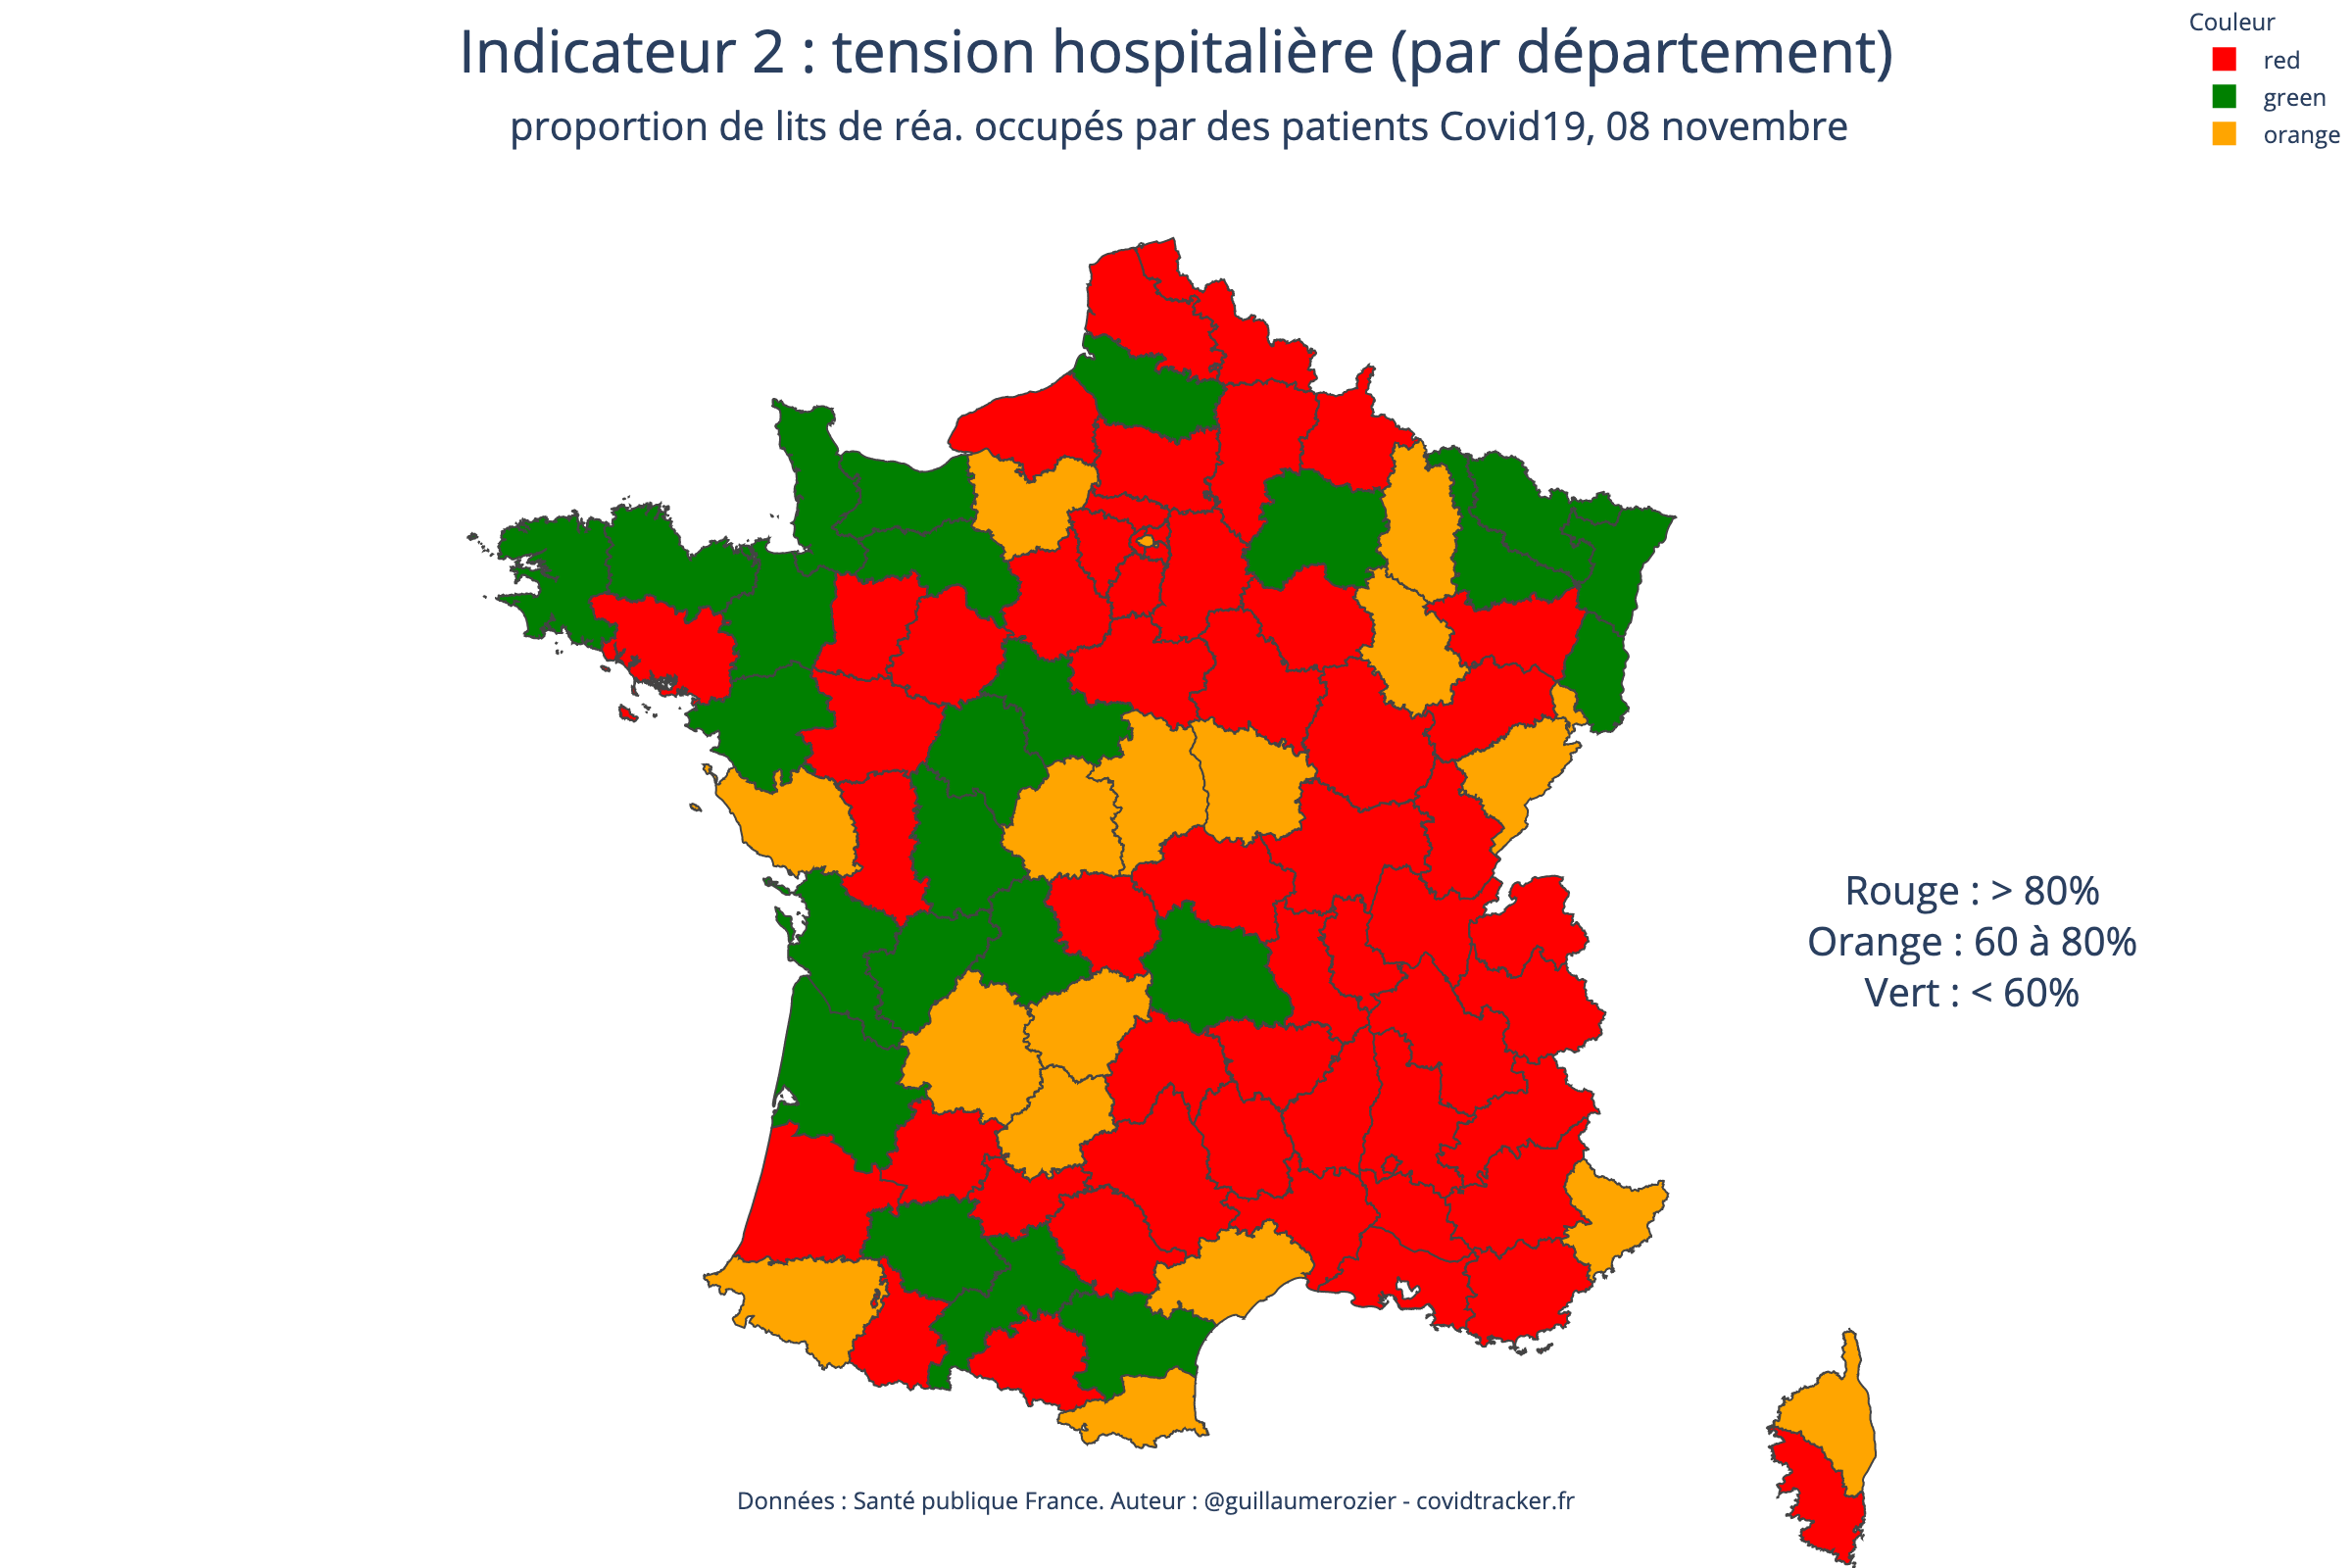 Indicateur 2 : tension hospitalière (par département)
proportion de lits de réa. occupés par des patients Covid19, 08 novembre
Couleur
red
green
orange
Rouge : > 80%
Orange : 60 à 80%
Vert : < 60%
Données : Santé publique France. Auteur : @guillaumerozier - covidtracker.fr